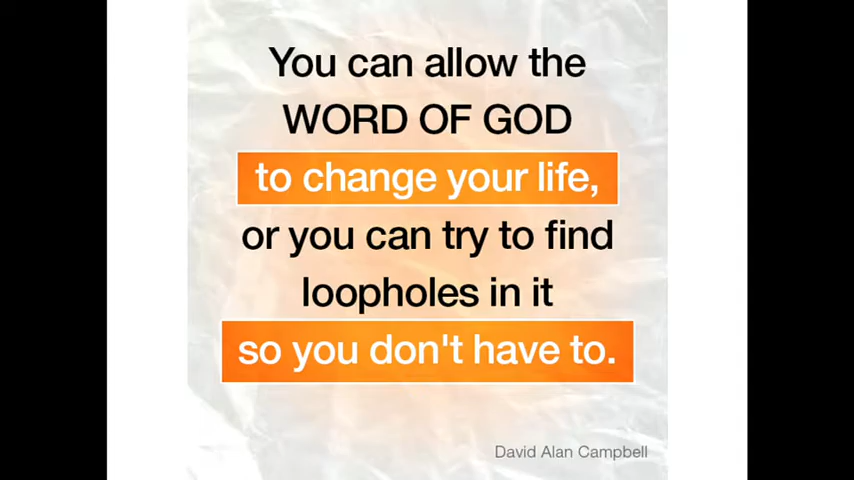 You can allow the
WORD OF GOD
to change your life,
or you can try to find
loopholes in it
so you don't have to.
David Alan Campbell